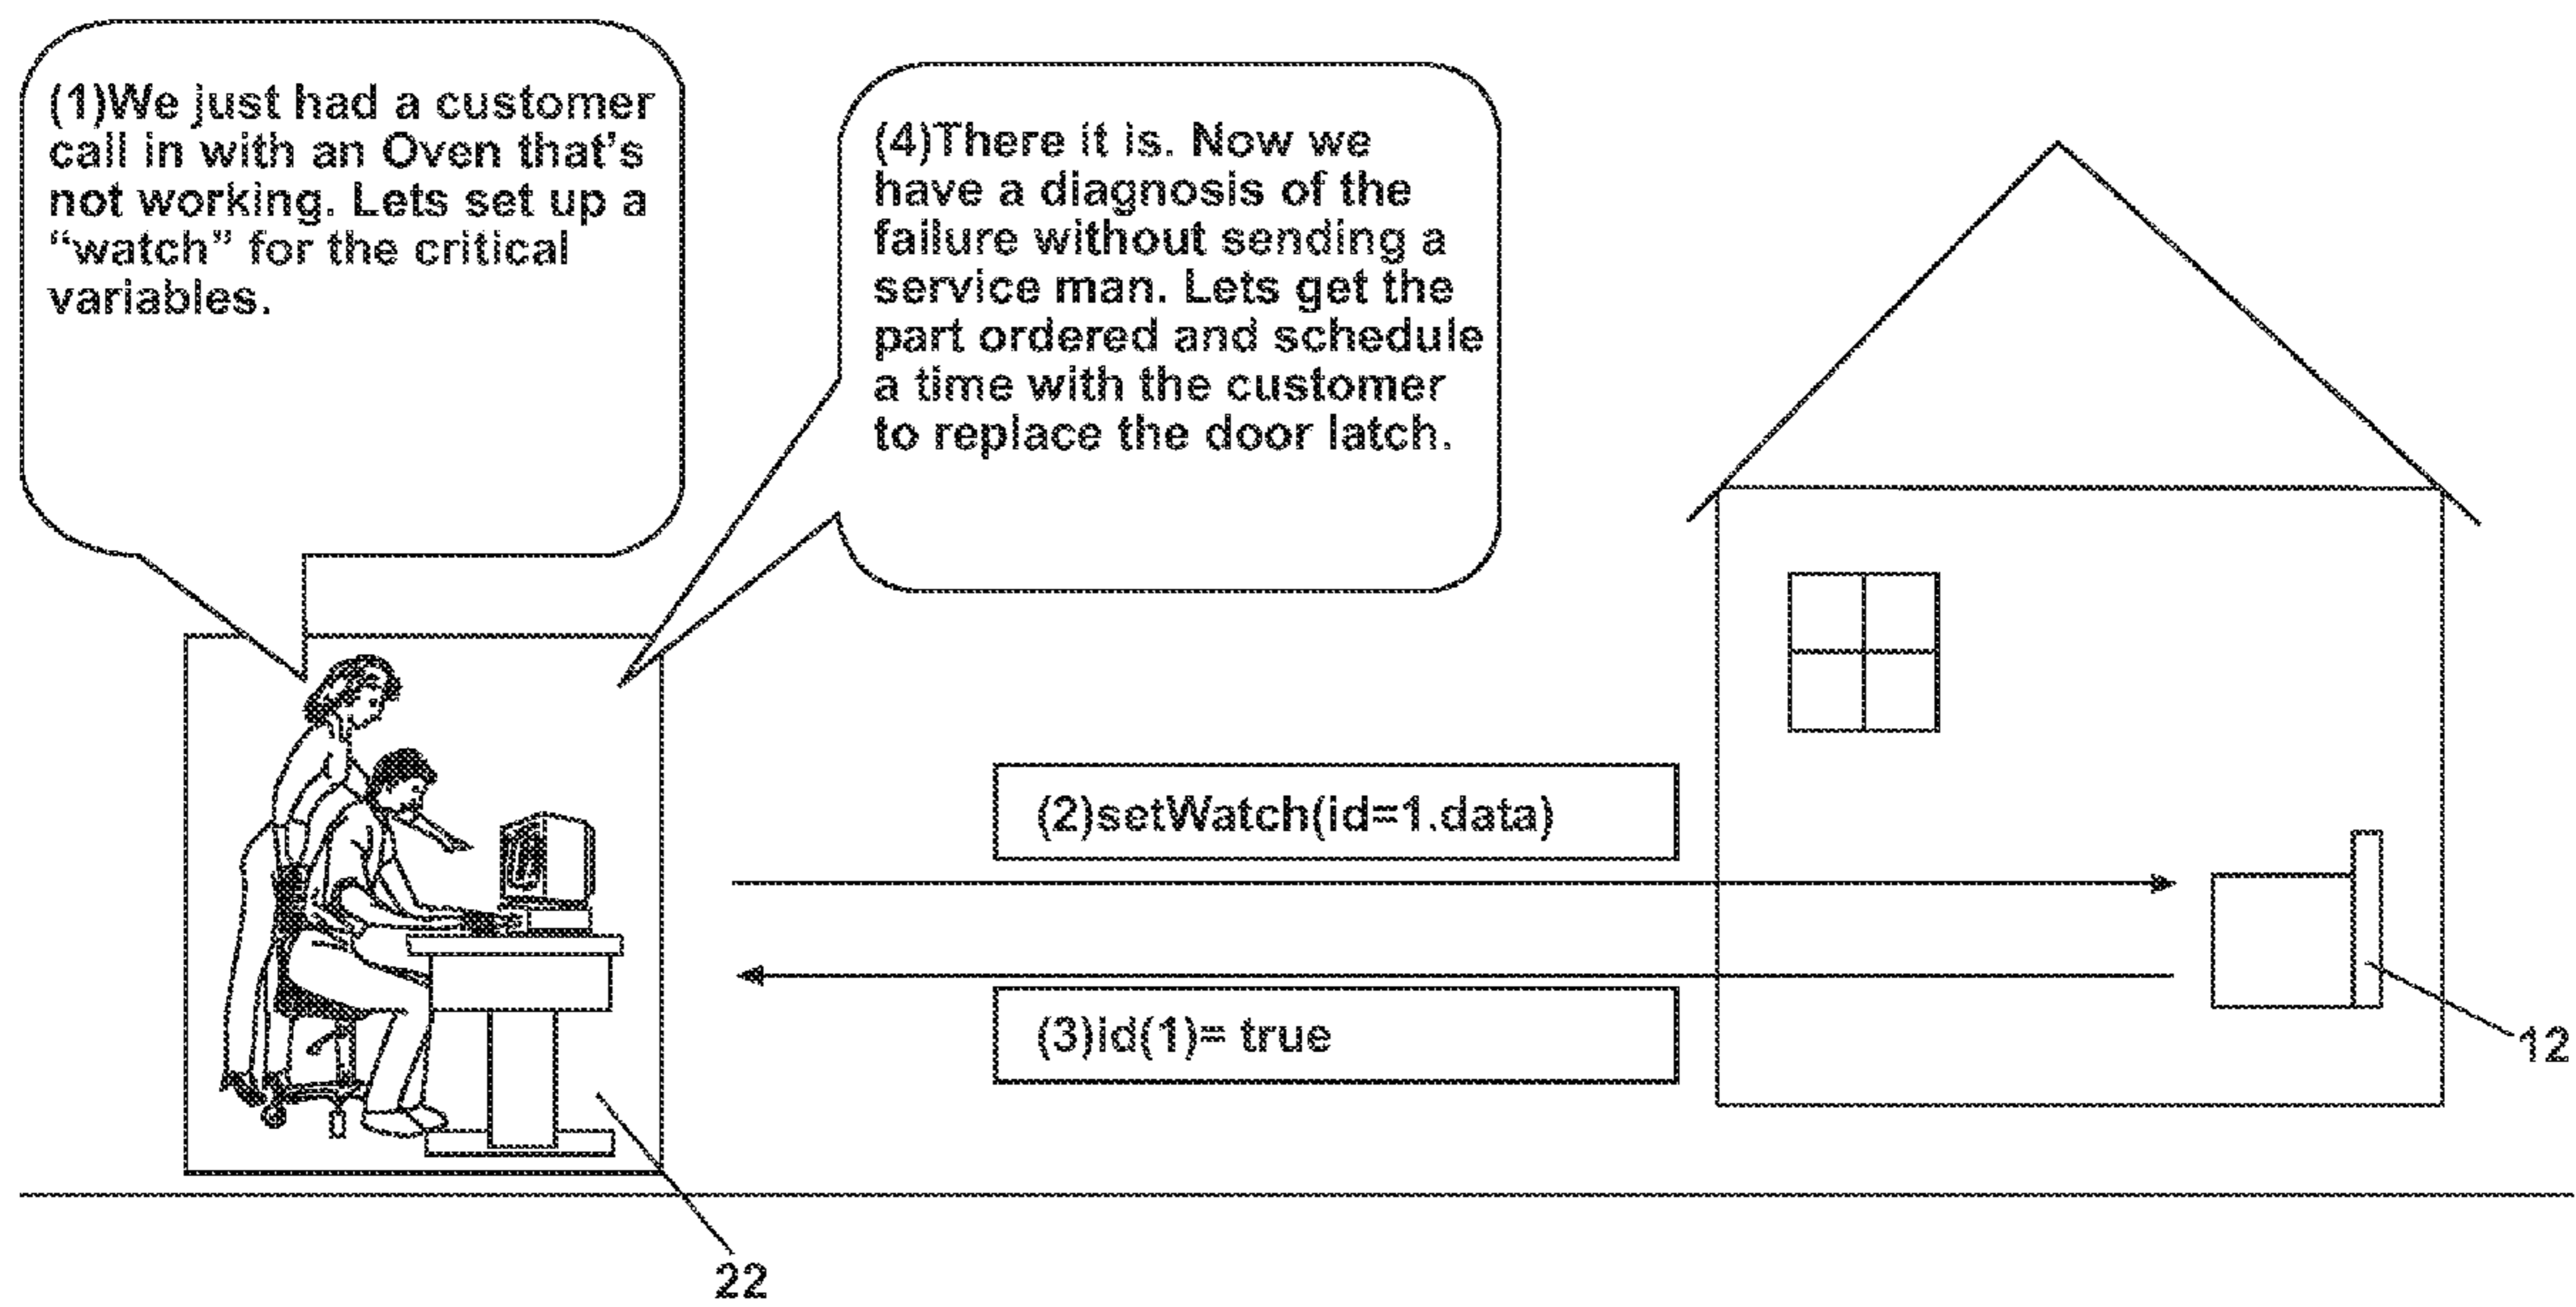 (1)We just had a customer
call in with an Oven that's
not working. Lets set up a
“watch” for the critical
variables.
(4)There it is. Now we
have a diagnosis of the
failure without sending a
service man. Lets get the
part ordered and schedule
a time with the customer
to replace the door latch.
(2)setWatch(id=1.data)
(3)id(1)= true
12
22